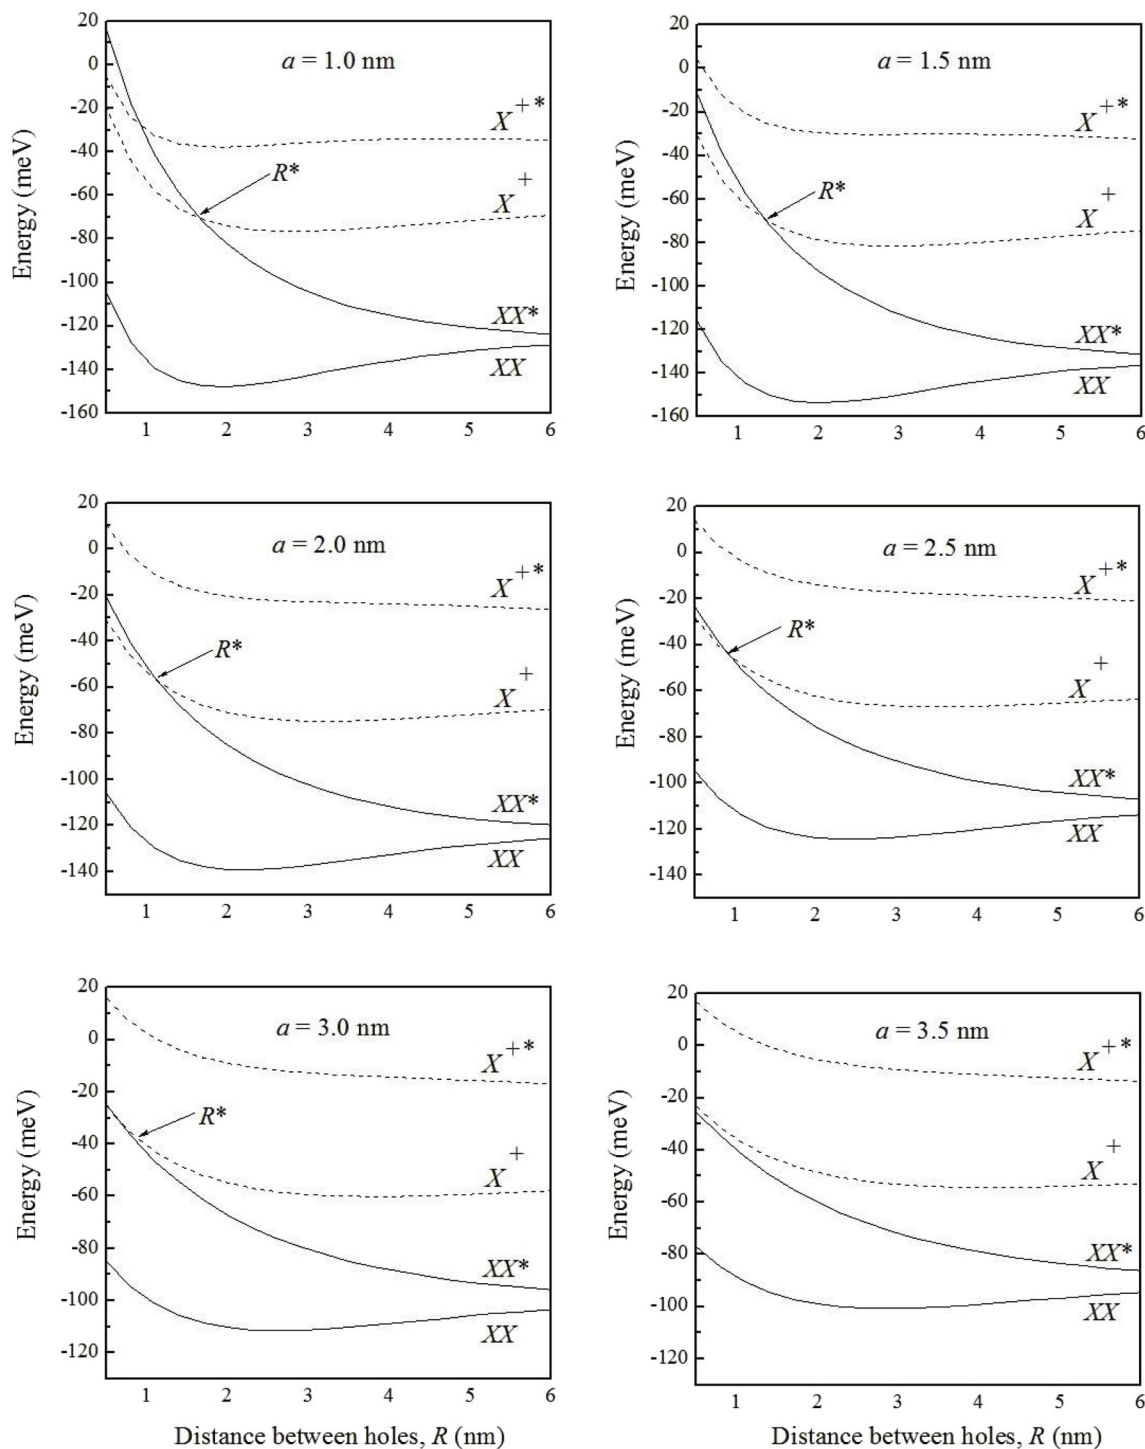 a = 1.0 nm
X+*
R*
X+
XX*
XX
Energy (meV)
20
0
-20
-40
-60
-80
-100
-120
-140
-160
1 2 3 4 5 6
a = 1.5 nm
X+*
R*
X+
XX*
XX
Energy (meV)
20
0
-20
-40
-60
-80
-100
-120
-140
-160
1 2 3 4 5 6
a = 2.0 nm
X+*
R*
X+
XX*
XX
Energy (meV)
20
0
-20
-40
-60
-80
-100
-120
-140
1 2 3 4 5 6
a = 2.5 nm
X+*
R*
X+
XX*
XX
Energy (meV)
20
0
-20
-40
-60
-80
-100
-120
-140
1 2 3 4 5 6
a = 3.0 nm
X+*
R*
X+
XX*
XX
Energy (meV)
20
0
-20
-40
-60
-80
-100
-120
1 2 3 4 5 6
Distance between holes, R (nm)
a = 3.5 nm
X+*
X+
XX*
XX
Energy (meV)
20
0
-20
-40
-60
-80
-100
-120
1 2 3 4 5 6
Distance between holes, R (nm)